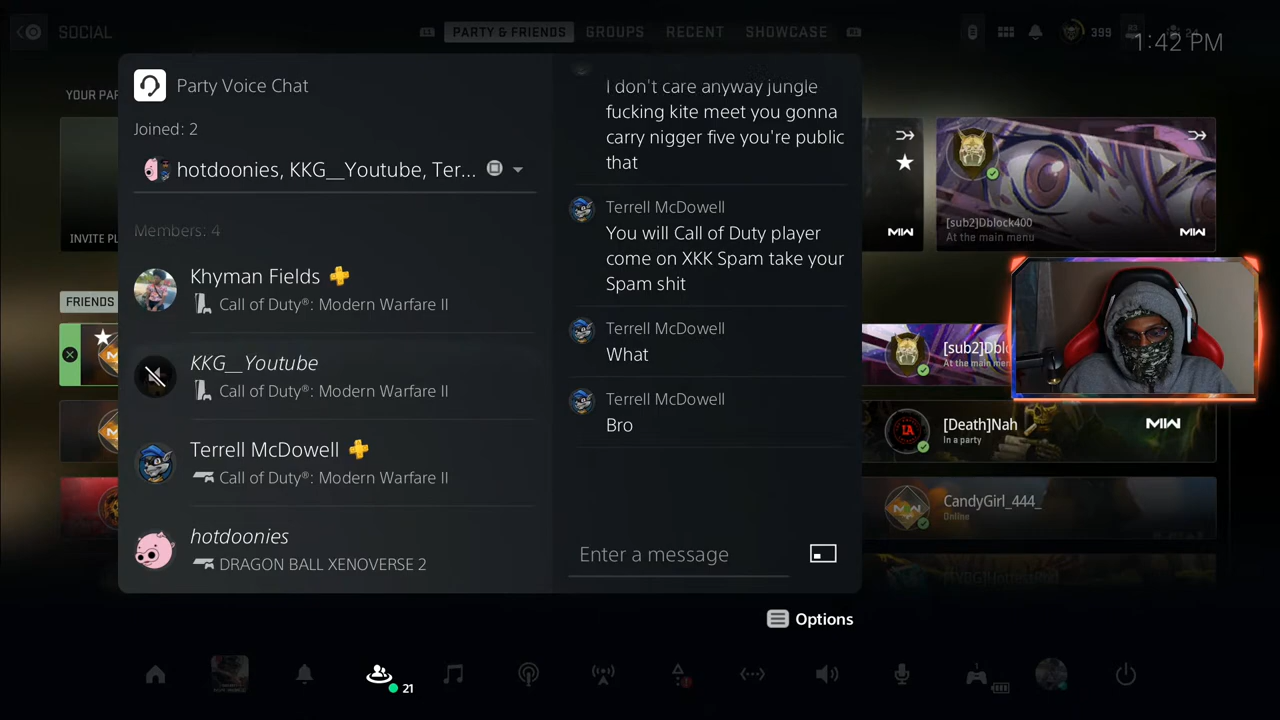 SOCIAL
PARTY & FRIENDS
GROUPS
RECENT
SHOWCASE
399
1:42 PM
YOUR PAR
Party Voice Chat
Joined: 2
hotdoonies, KKG__Youtube, Ter...
Members: 4
Khyman Fields
Call of Duty®: Modern Warfare II
KKG__Youtube
Call of Duty®: Modern Warfare II
Terrell McDowell
Call of Duty®: Modern Warfare II
hotdoonies
DRAGON BALL XENOVERSE 2
I don't care anyway jungle
fucking kite meet you gonna
carry nigger five you're public
that
Terrell McDowell
You will Call of Duty player
come on XKK Spam take your
Spam shit
Terrell McDowell
What
Terrell McDowell
Bro
Enter a message
Options
INVITE PL
FRIENDS
MW
[sub2]Dblock400
At the main menu
MW
[sub2]Dbl
At the main men
[Death]Nah
In a party
MW
CandyGirl_444_
Online
21